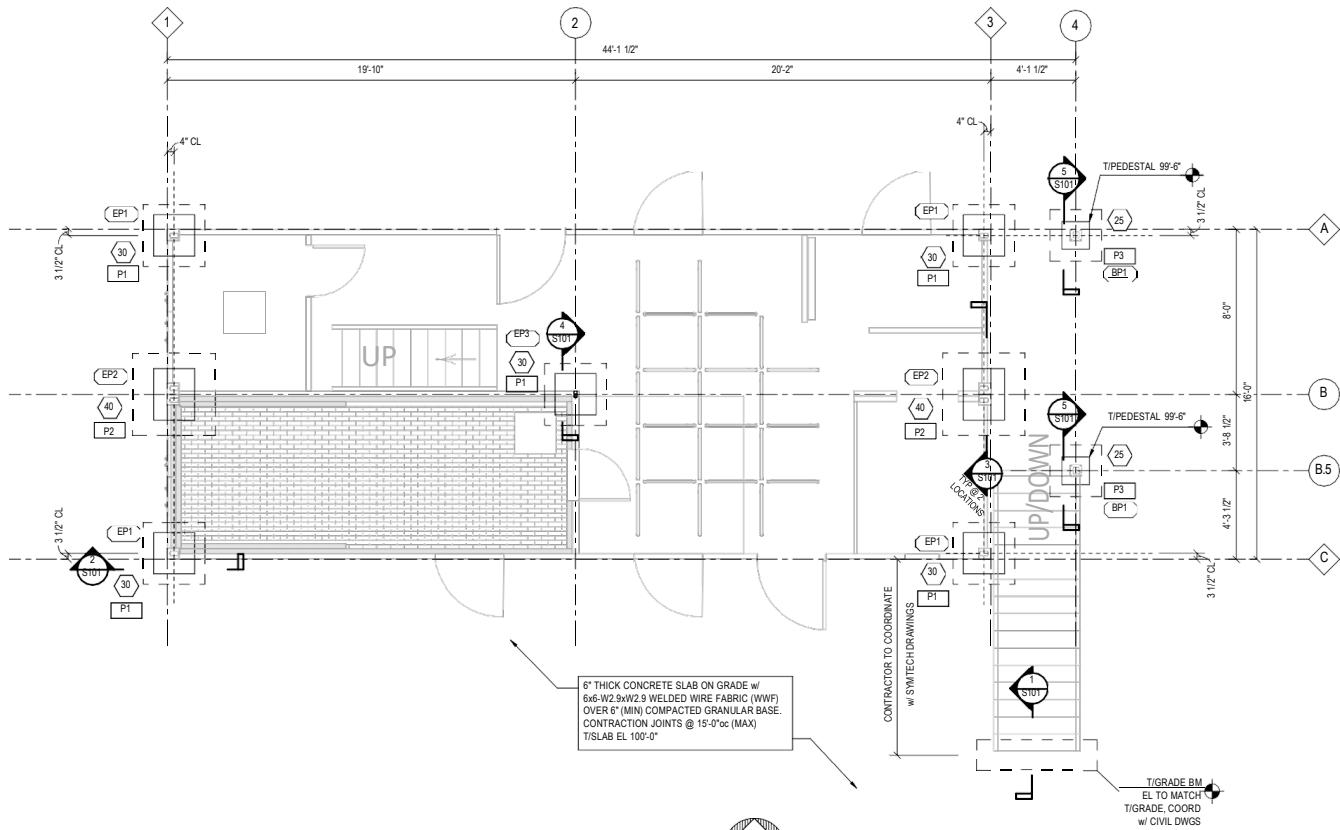 1
2
3
4
44'-1 1/2"
19'-10"
20'-2"
4'-1 1/2"
4" CL
4" CL
5
S101
T/PEDESTAL 99'-6"
3 1/2" CL
EP1
30
P1
3 1/2" CL
EP1
30
P1
25
P3
BP1
A
8'-0"
16'-0"
UP
4
S101
EP3
30
P1
EP2
40
P2
EP2
40
P2
B
5
S101
T/PEDESTAL 99'-6"
3'-8 1/2"
25
P3
BP1
B.5
3
S101
TYP @ 2
LOCATIONS
UP/DOWN
4'-3 1/2"
3 1/2" CL
EP1
30
P1
2
S101
EP1
30
P1
C
3 1/2" CL
CONTRACTOR TO COORDINATE
w/ SYMTECH DRAWINGS
1
S101
6" THICK CONCRETE SLAB ON GRADE w/
6x6-W2.9xW2.9 WELDED WIRE FABRIC (WWF)
OVER 6" (MIN) COMPACTED GRANULAR BASE.
CONTRACTION JOINTS @ 15'-0"oc (MAX)
T/SLAB EL 100'-0"
T/GRADE BM
EL TO MATCH
T/GRADE, COORD
w/ CIVIL DWGS